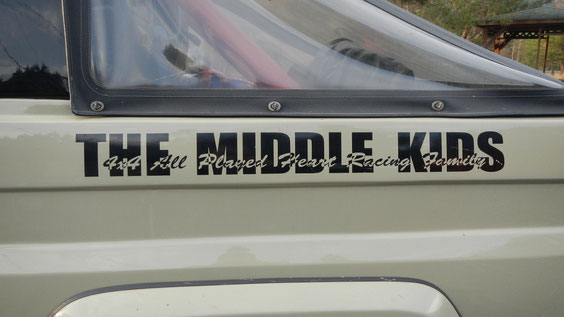 THE MIDDLE KIDS
4x4 All Played Heart Racing Family